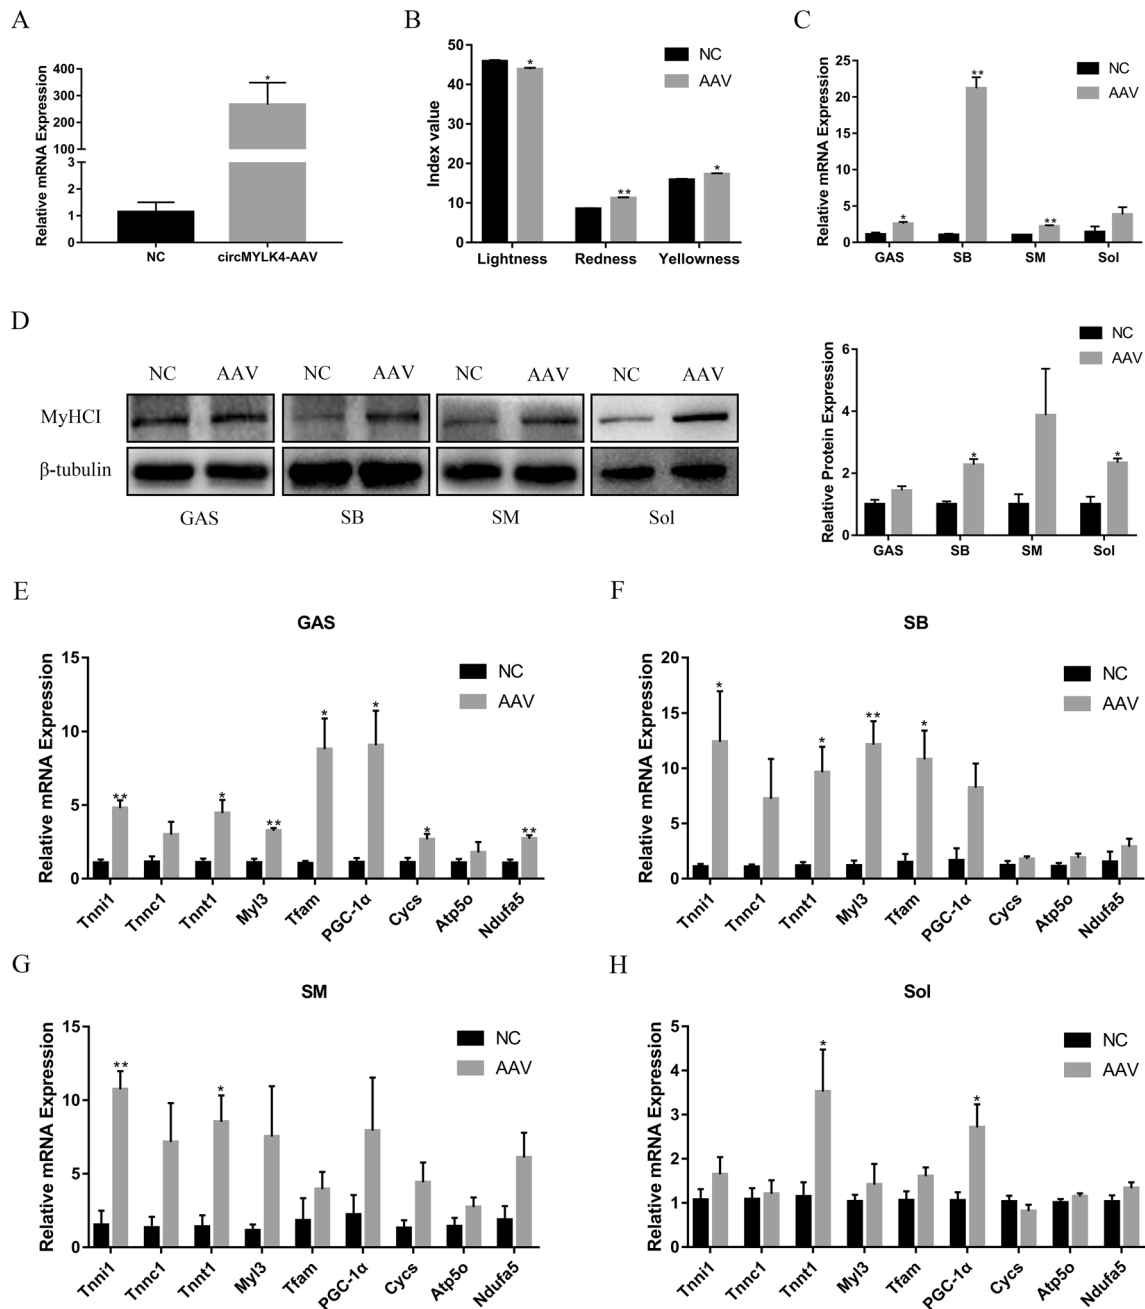 A
Relative mRNA Expression
400
300
200
100
3
2
1
0
*
NC
circMYLK4-AAV
B
Index value
50
40
30
20
10
0
* ** *
NC
AAV
Lightness Redness Yellowness
C
Relative mRNA Expression
25
20
15
10
5
0
* ** **
NC
AAV
GAS SB SM Sol
D
NC AAV NC AAV NC AAV NC AAV
MyHCI
β-tubulin
GAS SB SM Sol
Relative Protein Expression
6
4
2
0
* *
NC
AAV
GAS SB SM Sol
E
GAS
Relative mRNA Expression
15
10
5
0
** * ** * * * **
NC
AAV
Tnni1 Tnnc1 Tnnt1 Myl3 Tfam PGC-1α Cycs Atp5o Ndufa5
F
SB
Relative mRNA Expression
20
15
10
5
0
* * ** *
NC
AAV
Tnni1 Tnnc1 Tnnt1 Myl3 Tfam PGC-1α Cycs Atp5o Ndufa5
G
SM
Relative mRNA Expression
15
10
5
0
** *
NC
AAV
Tnni1 Tnnc1 Tnnt1 Myl3 Tfam PGC-1α Cycs Atp5o Ndufa5
H
Sol
Relative mRNA Expression
5
4
3
2
1
0
* *
NC
AAV
Tnni1 Tnnc1 Tnnt1 Myl3 Tfam PGC-1α Cycs Atp5o Ndufa5